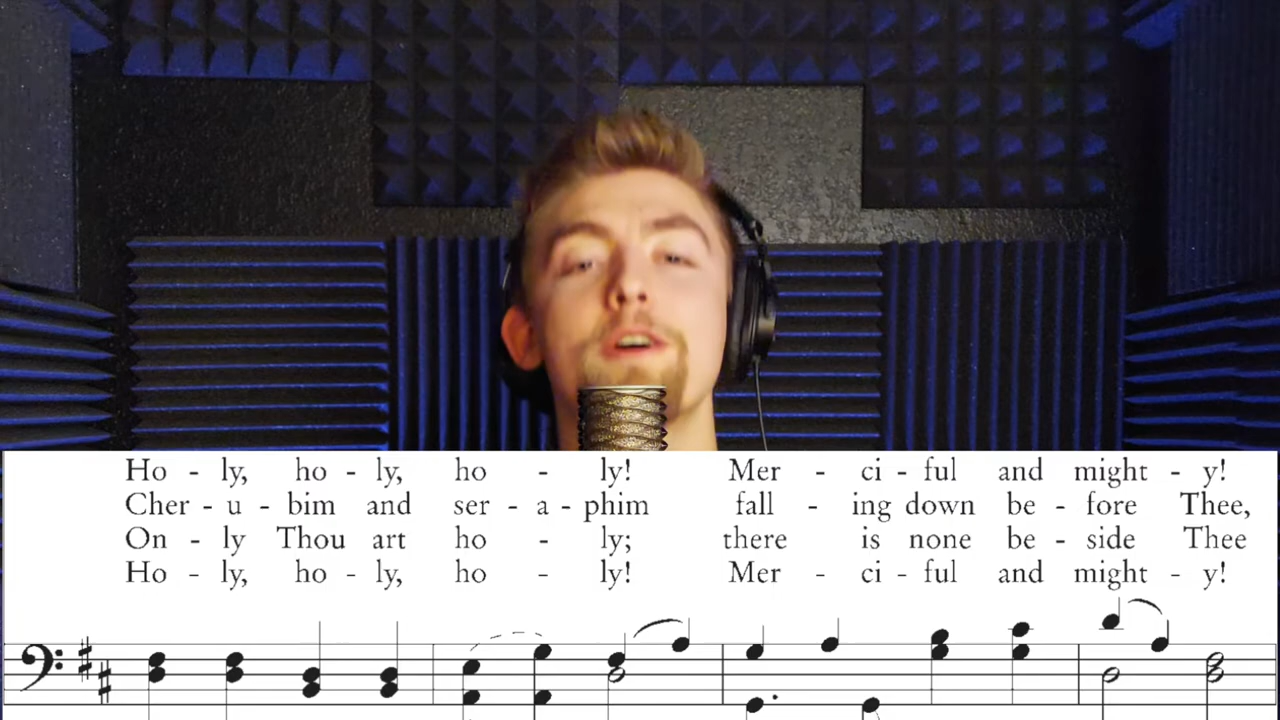 Ho - ly, ho - ly, ho - ly! Mer - ci - ful and might - y!
Cher - u - bim and ser - a - phim fall - ing down be - fore Thee,
On - ly Thou art ho - ly; there is none be - side Thee
Ho - ly, ho - ly, ho - ly! Mer - ci - ful and might - y!